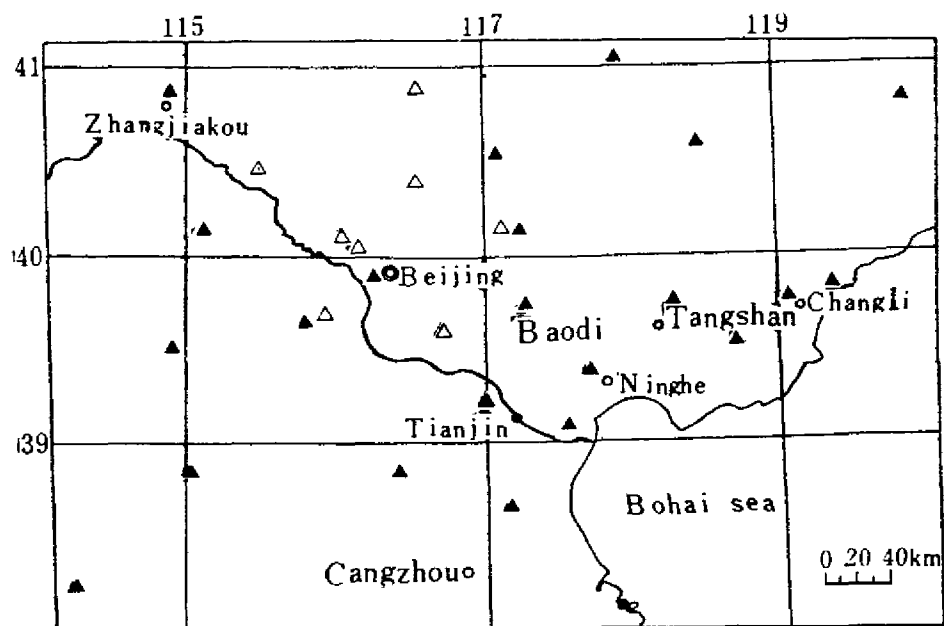 115 117 119
41
Zhangjiakou
40
Beijing
Changli
Baodi
Tangshan
Ninghe
Tianjin
39
Bohai sea
Cangzhou
0 20 40km